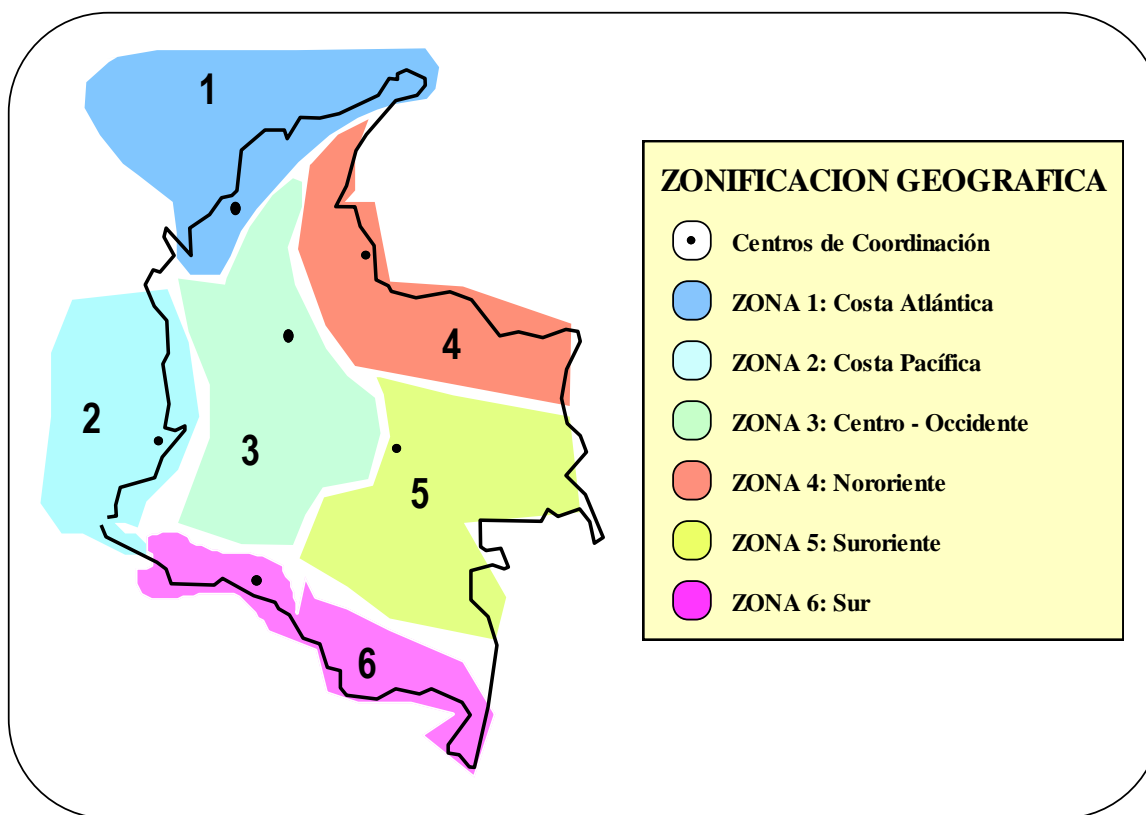 1
2
3
4
5
6
ZONIFICACION GEOGRAFICA
Centros de Coordinación
ZONA 1: Costa Atlántica
ZONA 2: Costa Pacífica
ZONA 3: Centro - Occidente
ZONA 4: Nororiente
ZONA 5: Suroriente
ZONA 6: Sur